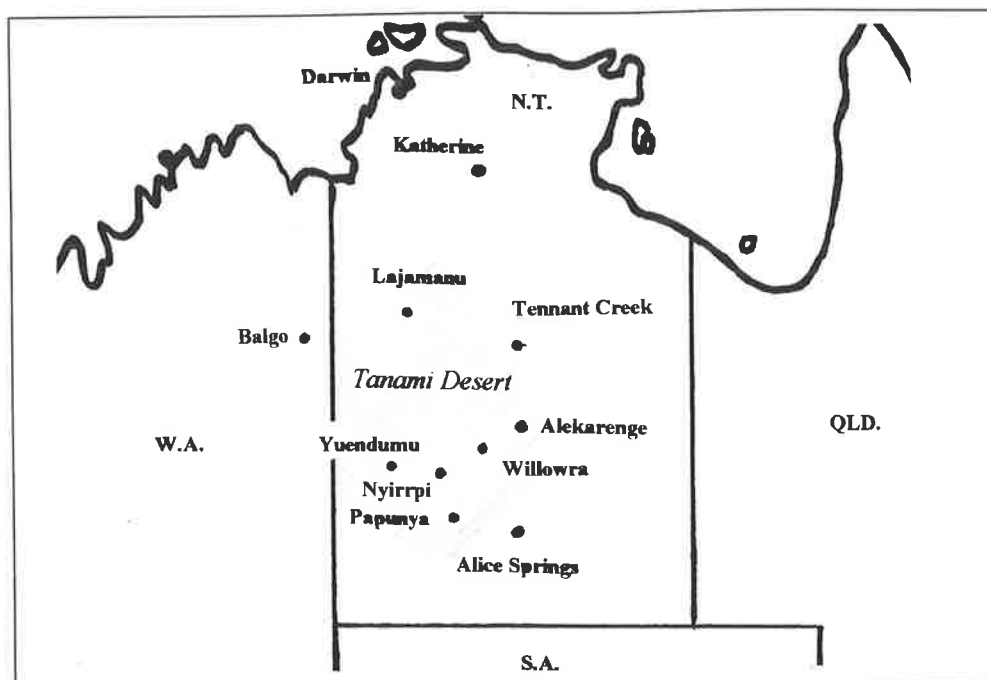 Darwin
N.T.
Katherine
Lajamanu
Tennant Creek
Balgo
Tanami Desert
Alekarenge
QLD.
W.A.
Yuendumu
Willowra
Nyirrpi
Papunya
Alice Springs
S.A.